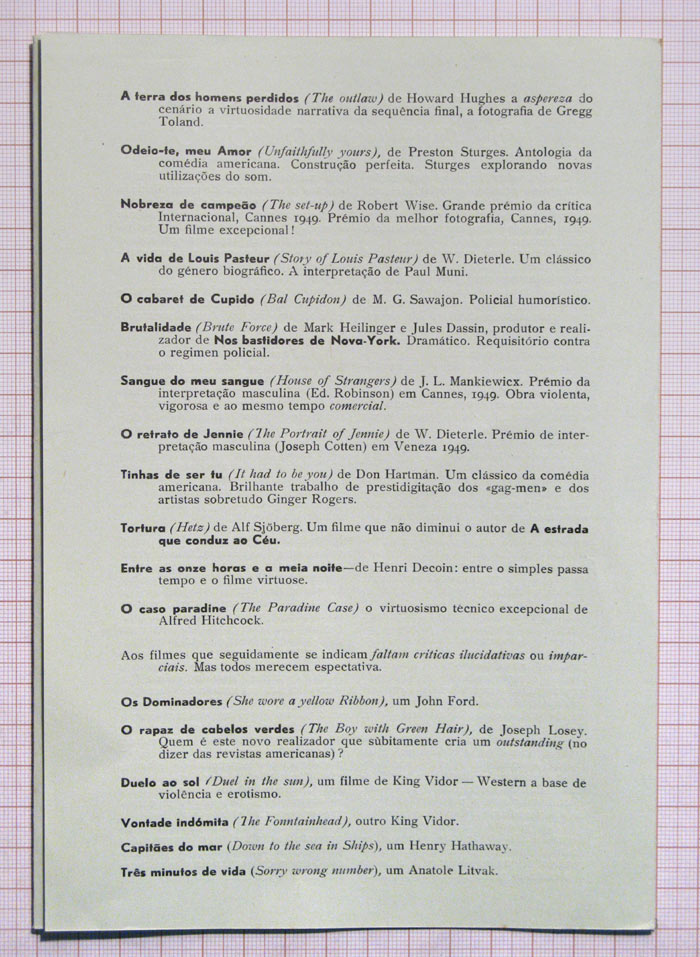 A terra dos homens perdidos (The outlaw) de Howard Hughes a aspereza do
cenário a virtuosidade narrativa da sequência final, a fotografia de Gregg
Toland.
Odeio-te, meu Amor (Unfaithfully yours), de Preston Sturges. Antologia da
comédia americana. Construção perfeita. Sturges explorando novas
utilizações do som.
Nobreza de campeão (The set-up) de Robert Wise. Grande prémio da crítica
Internacional, Cannes 1949. Prémio da melhor fotografia, Cannes, 1949.
Um filme excepcional!
A vida de Louis Pasteur (Story of Louis Pasteur) de W. Dieterle. Um clássico
do género biográfico. A interpretação de Paul Muni.
O cabaret de Cupido (Bal Cupidon) de M. G. Sawajon. Policial humorístico.
Brutalidade (Brute Force) de Mark Heilinger e Jules Dassin, produtor e reali-
zador de Nos bastidores de Nova-York. Dramático. Requisitório contra
o regimen policial.
Sangue do meu sangue (House of Strangers) de J. L. Mankiewicx. Prémio da
interpretação masculina (Ed. Robinson) em Cannes, 1949. Obra violenta,
vigorosa e ao mesmo tempo comercial.
O retrato de Jennie (The Portrait of Jennie) de W. Dieterle. Prémio de inter-
pretação masculina (Joseph Cotten) em Veneza 1949.
Tinhas de ser tu (It had to be you) de Don Hartman. Um clássico da comédia
americana. Brilhante trabalho de prestidigitação dos «gag-men» e dos
artistas sobretudo Ginger Rogers.
Tortura (Hetz) de Alf Sjöberg. Um filme que não diminui o autor de A estrada
que conduz ao Céu.
Entre as onze horas e a meia noite—de Henri Decoin: entre o simples passa
tempo e o filme virtuose.
O caso paradine (The Paradine Case) o virtuosismo técnico excepcional de
Alfred Hitchcock.
Aos filmes que seguidamente se indicam faltam críticas ilucidativas ou impar-
ciais. Mas todos merecem espectativa.
Os Dominadores (She wore a yellow Ribbon), um John Ford.
O rapaz de cabelos verdes (The Boy with Green Hair), de Joseph Losey.
Quem é este novo realizador que sùbitamente cria um outstanding (no
dizer das revistas americanas)?
Duelo ao sol (Duel in the sun), um filme de King Vidor — Western a base de
violência e erotismo.
Vontade indómita (The Fonntainhead), outro King Vidor.
Capitães do mar (Down to the sea in Ships), um Henry Hathaway.
Três minutos de vida (Sorry wrong number), um Anatole Litvak.